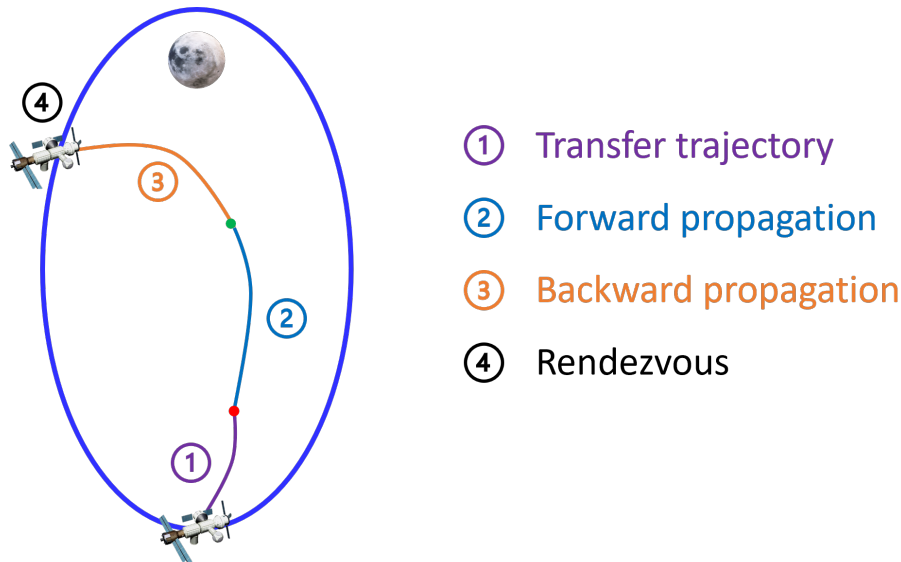 4
3
2
1
1 Transfer trajectory
2 Forward propagation
3 Backward propagation
4 Rendezvous